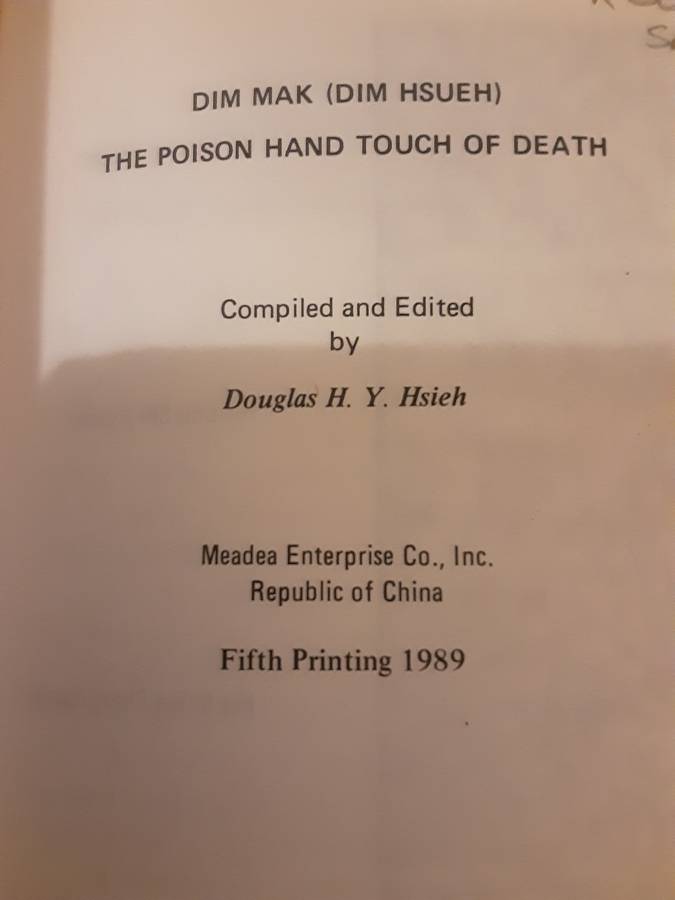 DIM MAK (DIM HSUEH)
THE POISON HAND TOUCH OF DEATH
Compiled and Edited
by
Douglas H. Y. Hsieh
Meadea Enterprise Co., Inc.
Republic of China
Fifth Printing 1989